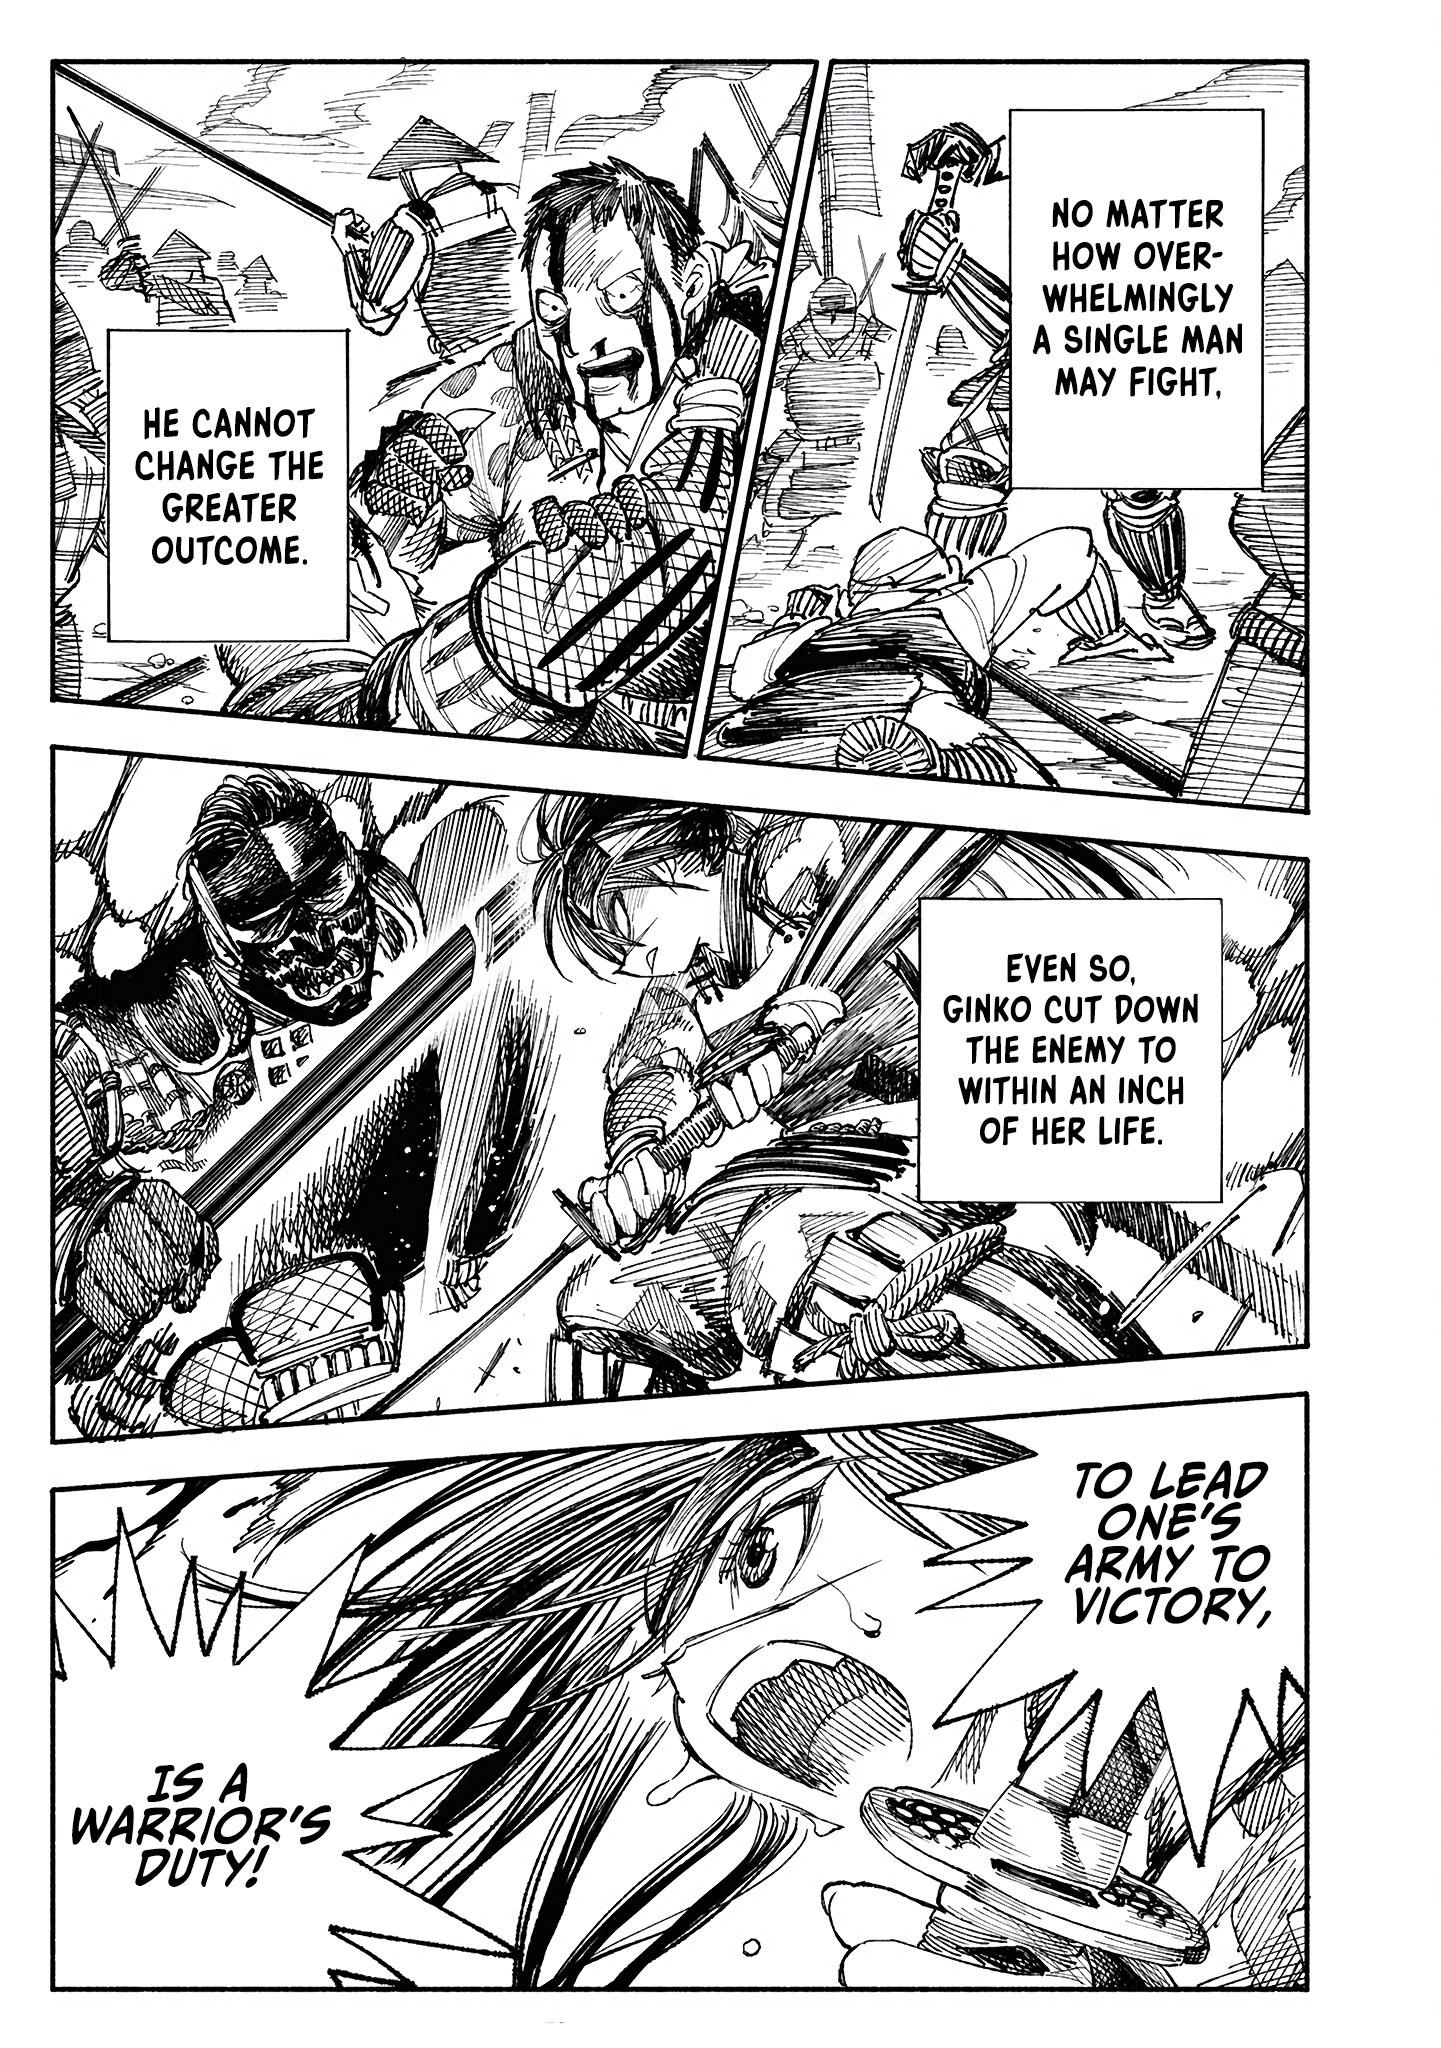 NO MATTER
HOW OVER-
WHELMINGLY
A SINGLE MAN
MAY FIGHT,
HE CANNOT
CHANGE THE
GREATER
OUTCOME.
EVEN SO,
GINKO CUT DOWN
THE ENEMY TO
WITHIN AN INCH
OF HER LIFE.
TO LEAD
ONE'S
ARMY TO
VICTORY,
IS A
WARRIOR'S
DUTY!